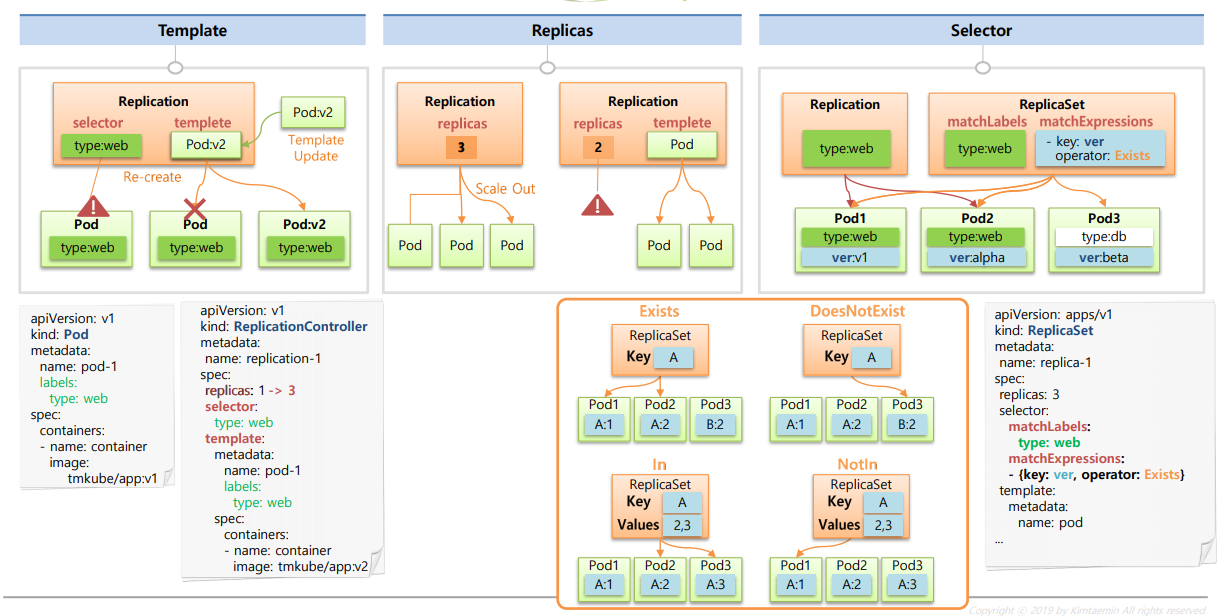 Template
Replication
selector
templete
type:web
Pod:v2
Pod:v2
Template
Update
Re-create
Pod
type:web
Pod
type:web
Pod:v2
type:web
Replicas
Replication
replicas
3
Scale Out
Pod
Pod
Pod
Replication
replicas
templete
2
Pod
Pod
Pod
Selector
Replication
type:web
ReplicaSet
matchLabels
matchExpressions
type:web
- key: ver
operator: Exists
Pod1
type:web
ver:v1
Pod2
type:web
ver:alpha
Pod3
type:db
ver:beta
apiVersion: v1
kind: Pod
metadata:
name: pod-1
labels:
type: web
spec:
containers:
- name: container
image:
tmkube/app:v1
apiVersion: v1
kind: ReplicationController
metadata:
name: replication-1
spec:
replicas: 1 -> 3
selector:
type: web
template:
metadata:
name: pod-1
labels:
type: web
spec:
containers:
- name: container
image: tmkube/app:v2
Exists
ReplicaSet
Key A
Pod1
A:1
Pod2
A:2
Pod3
B:2
DoesNotExist
ReplicaSet
Key A
Pod1
A:1
Pod2
A:2
Pod3
B:2
In
ReplicaSet
Key A
Values 2,3
Pod1
A:1
Pod2
A:2
Pod3
A:3
NotIn
ReplicaSet
Key A
Values 2,3
Pod1
A:1
Pod2
A:2
Pod3
A:3
apiVersion: apps/v1
kind: ReplicaSet
metadata:
name: replica-1
spec:
replicas: 3
selector:
matchLabels:
type: web
matchExpressions:
- {key: ver, operator: Exists}
template:
metadata:
name: pod
...
Copyright ⓒ 2019 by Kimtaemin All rights reserved.